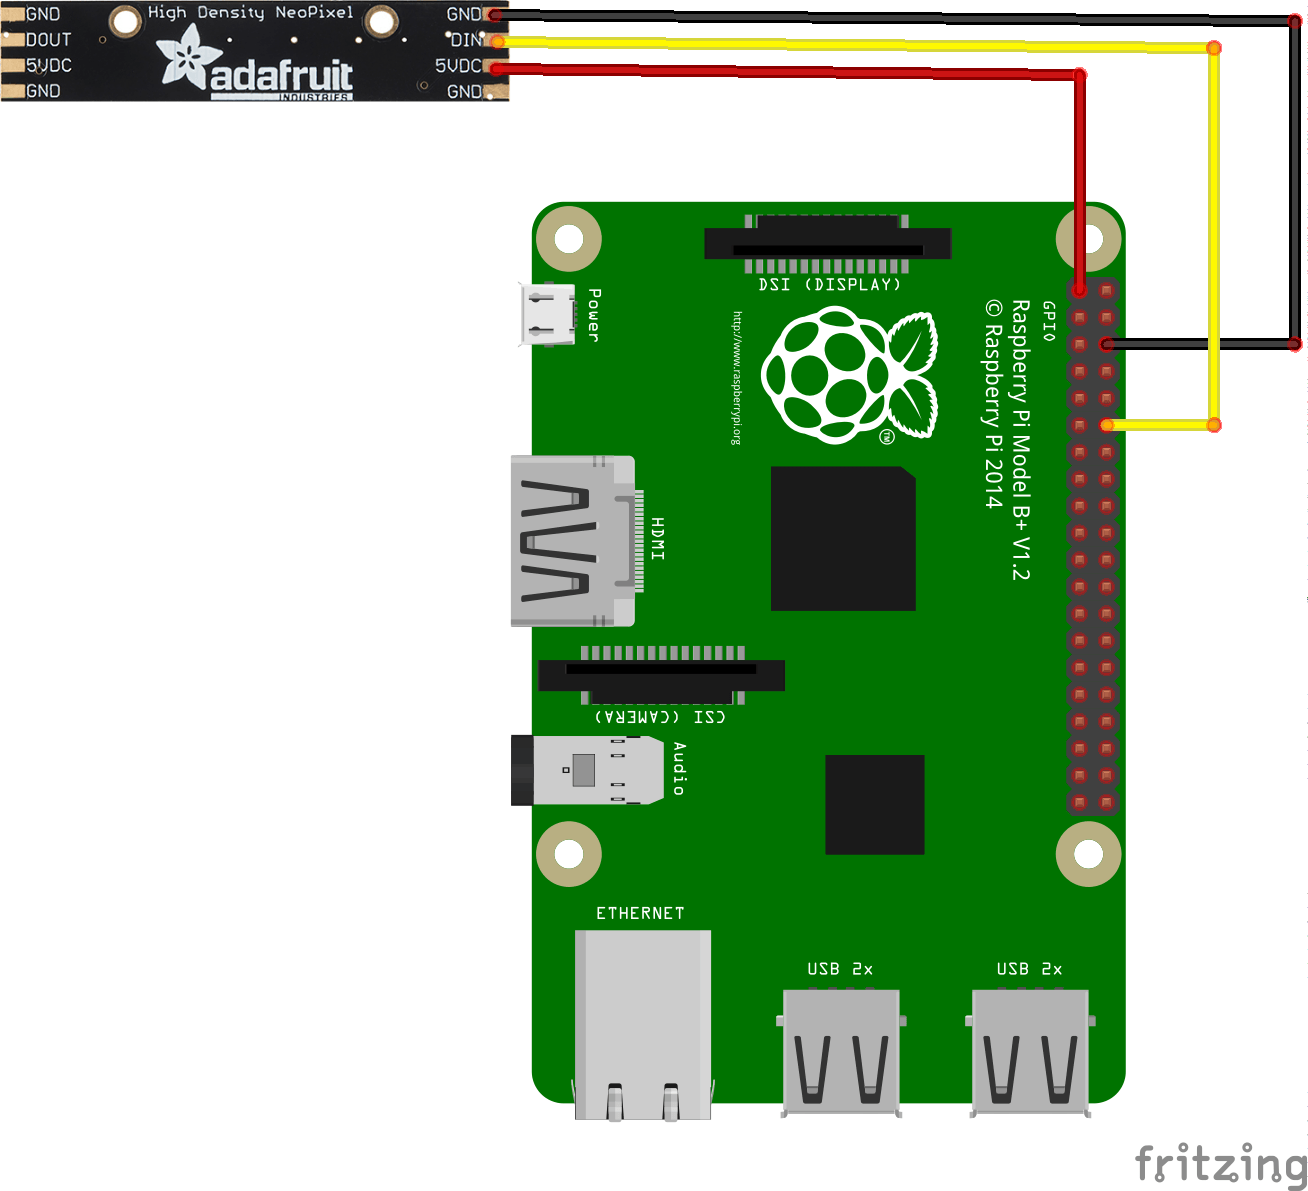 High Density NeoPixel
GND
DOUT
5VDC
GND
adafruit
INDUSTRIES
GND
DIN
5VDC
GND
DSI (DISPLAY)
Power
http://www.raspberrypi.org
TM
GPIO
Raspberry Pi Model B+ V1.2
© Raspberry Pi 2014
HDMI
CSI (CAMERA)
Audio
ETHERNET
USB 2x
USB 2x
fritzing